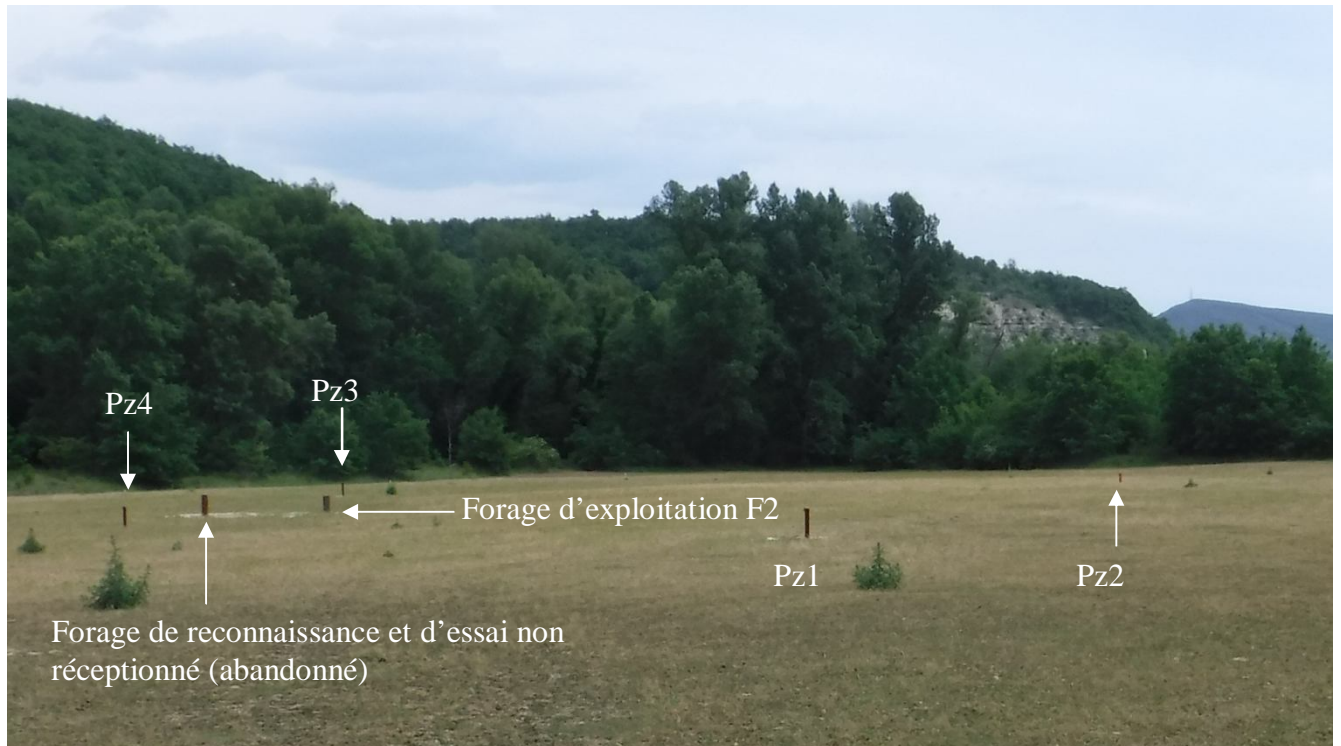 Pz3
Pz4
Forage d’exploitation F2
Pz1
Pz2
Forage de reconnaissance et d’essai non
réceptionné (abandonné)